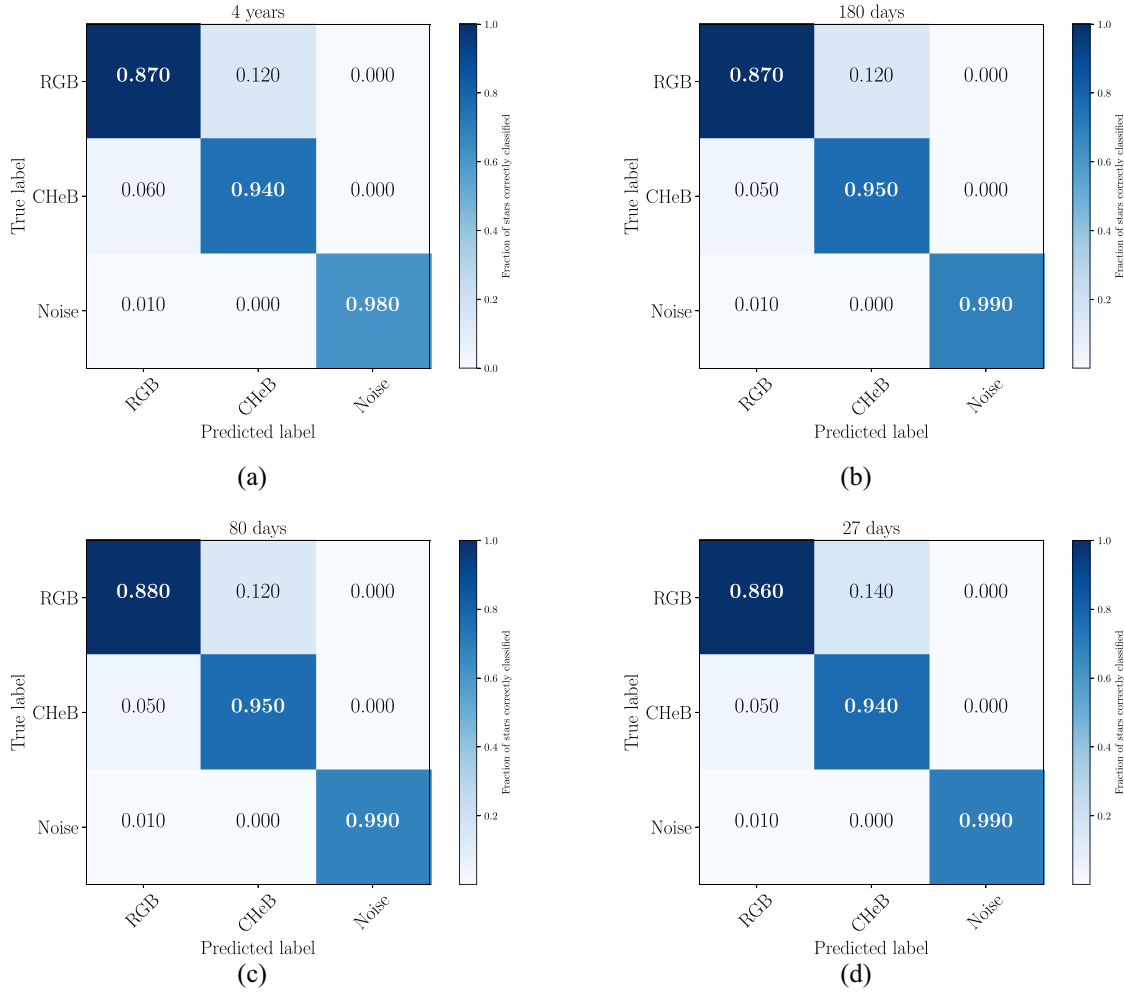 4 years
RGB 0.870 0.120 0.000
CHeB 0.060 0.940 0.000
Noise 0.010 0.000 0.980
True label
RGB CHeB Noise
Predicted label
1.0
0.8
0.6
0.4
0.2
0.0
Fraction of stars correctly classified
(a)
180 days
RGB 0.870 0.120 0.000
CHeB 0.050 0.950 0.000
Noise 0.010 0.000 0.990
True label
RGB CHeB Noise
Predicted label
1.0
0.8
0.6
0.4
0.2
Fraction of stars correctly classified
(b)
80 days
RGB 0.880 0.120 0.000
CHeB 0.050 0.950 0.000
Noise 0.010 0.000 0.990
True label
RGB CHeB Noise
Predicted label
1.0
0.8
0.6
0.4
0.2
Fraction of stars correctly classified
(c)
27 days
RGB 0.860 0.140 0.000
CHeB 0.050 0.940 0.000
Noise 0.010 0.000 0.990
True label
RGB CHeB Noise
Predicted label
1.0
0.8
0.6
0.4
0.2
Fraction of stars correctly classified
(d)